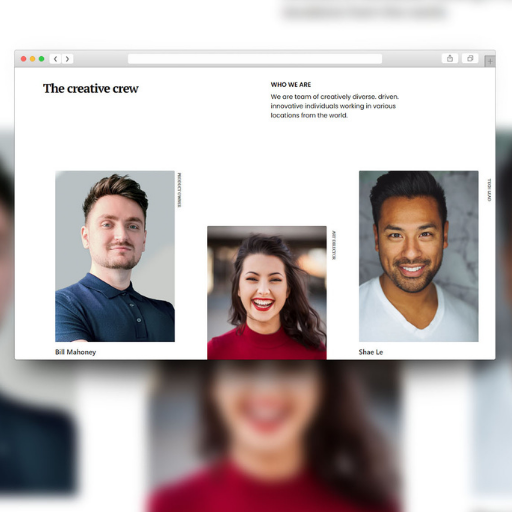 The creative crew
WHO WE ARE
We are team of creatively diverse. driven.
innovative individuals working in various
locations from the world.
PRODUCT OWNER
ART DIRECTOR
TECH LEAD
Bill Mahoney
Shae Le